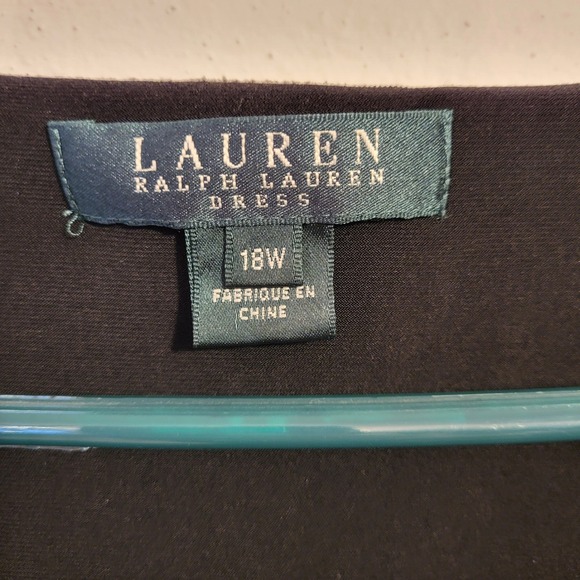 LAUREN
RALPH LAUREN
DRESS
18W
FABRIQUE EN
CHINE